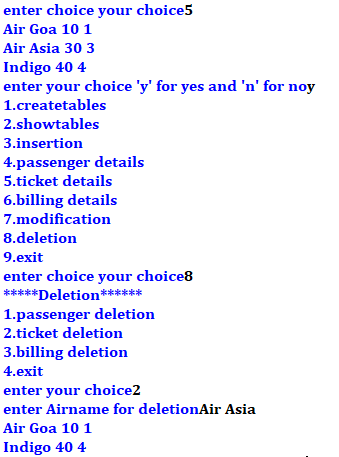 enter choice your choice5
Air Goa 10 1
Air Asia 30 3
Indigo 40 4
enter your choice 'y' for yes and 'n' for noy
1.createtables
2.showtables
3.insertion
4.passenger details
5.ticket details
6.billing details
7.modification
8.deletion
9.exit
enter choice your choice8
*****Deletion******
1.passenger deletion
2.ticket deletion
3.billing deletion
4.exit
enter your choice2
enter Airname for deletionAir Asia
Air Goa 10 1
Indigo 40 4